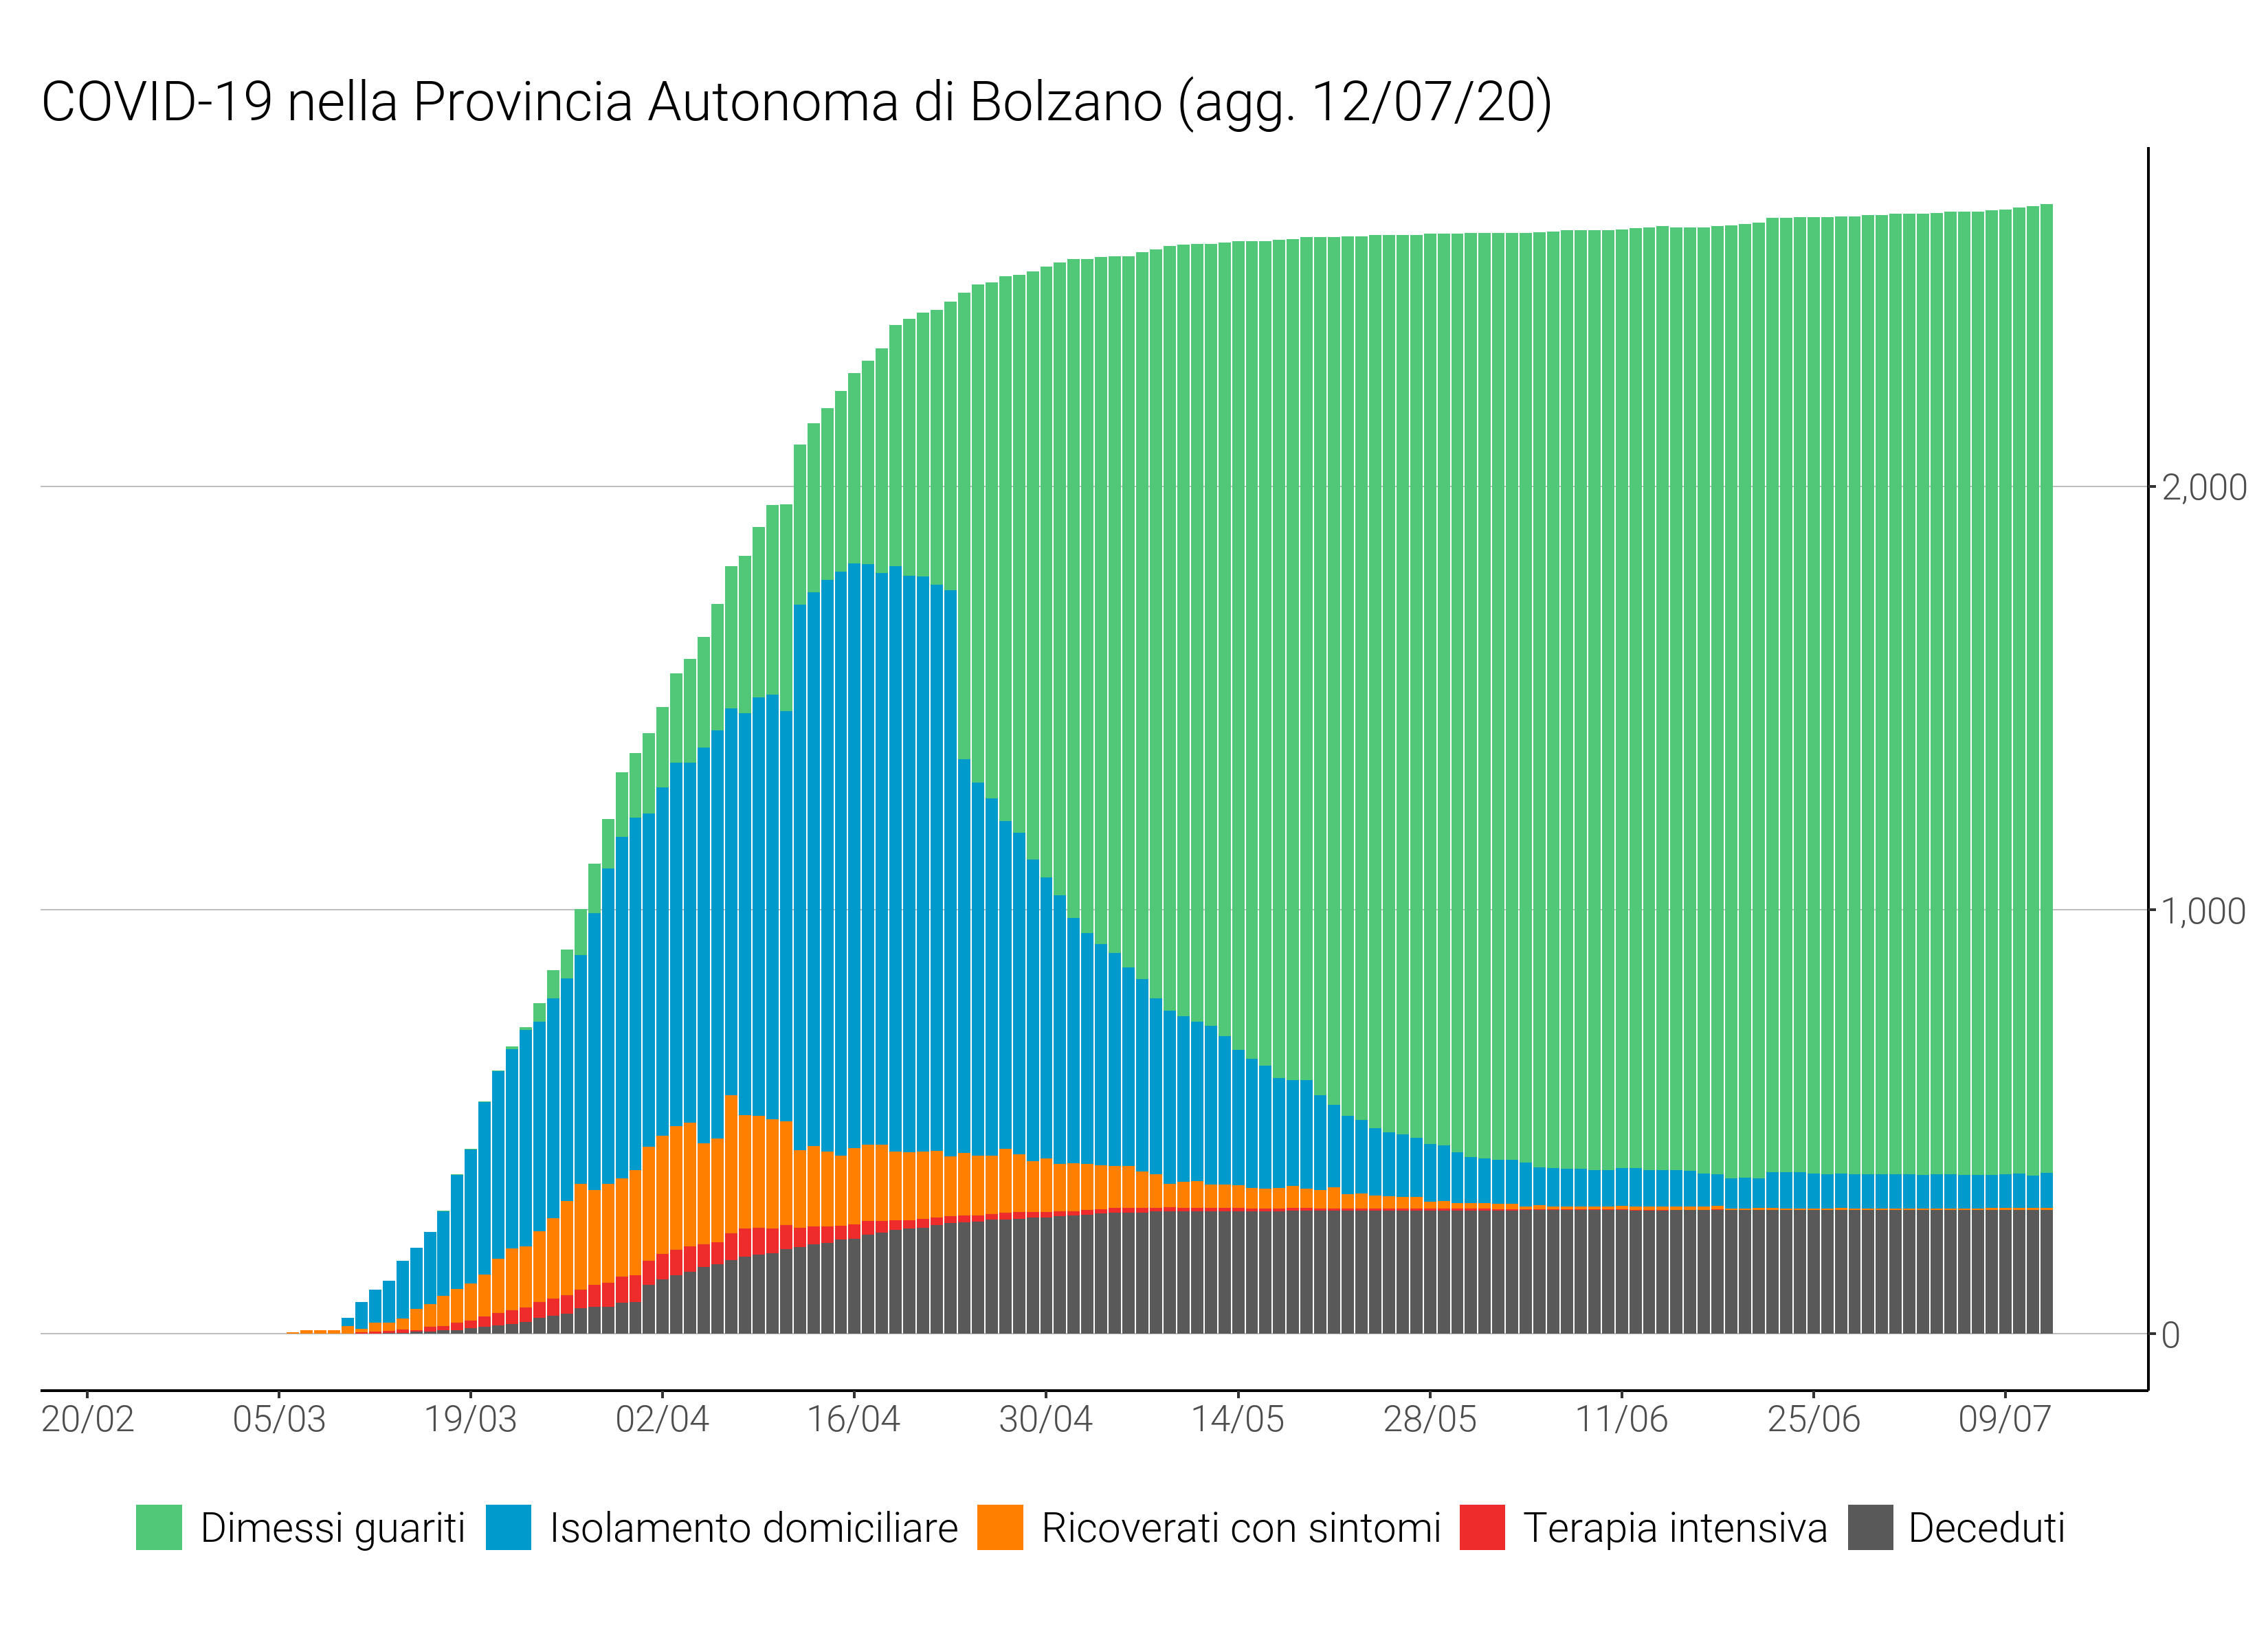 COVID-19 nella Provincia Autonoma di Bolzano (agg. 12/07/20)
2,000
1,000
0
20/02 05/03 19/03 02/04 16/04 30/04 14/05 28/05 11/06 25/06 09/07
Dimessi guariti Isolamento domiciliare Ricoverati con sintomi Terapia intensiva Deceduti